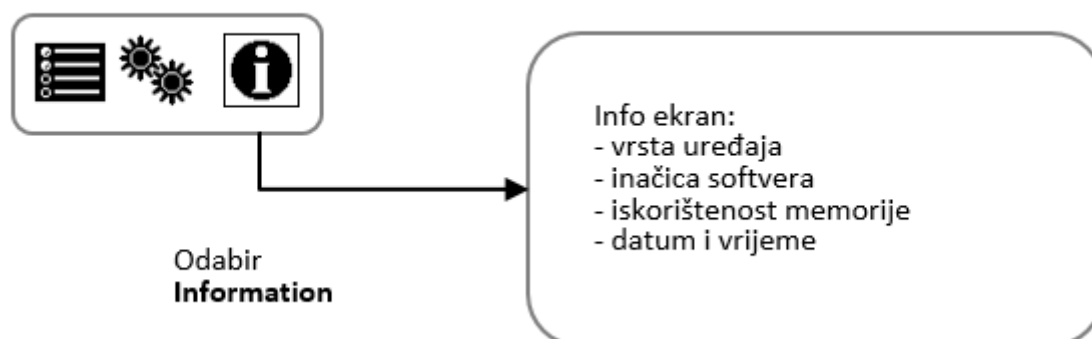 Info ekran:
- vrsta uređaja
- inačica softvera
- iskorištenost memorije
- datum i vrijeme
Odabir
Information